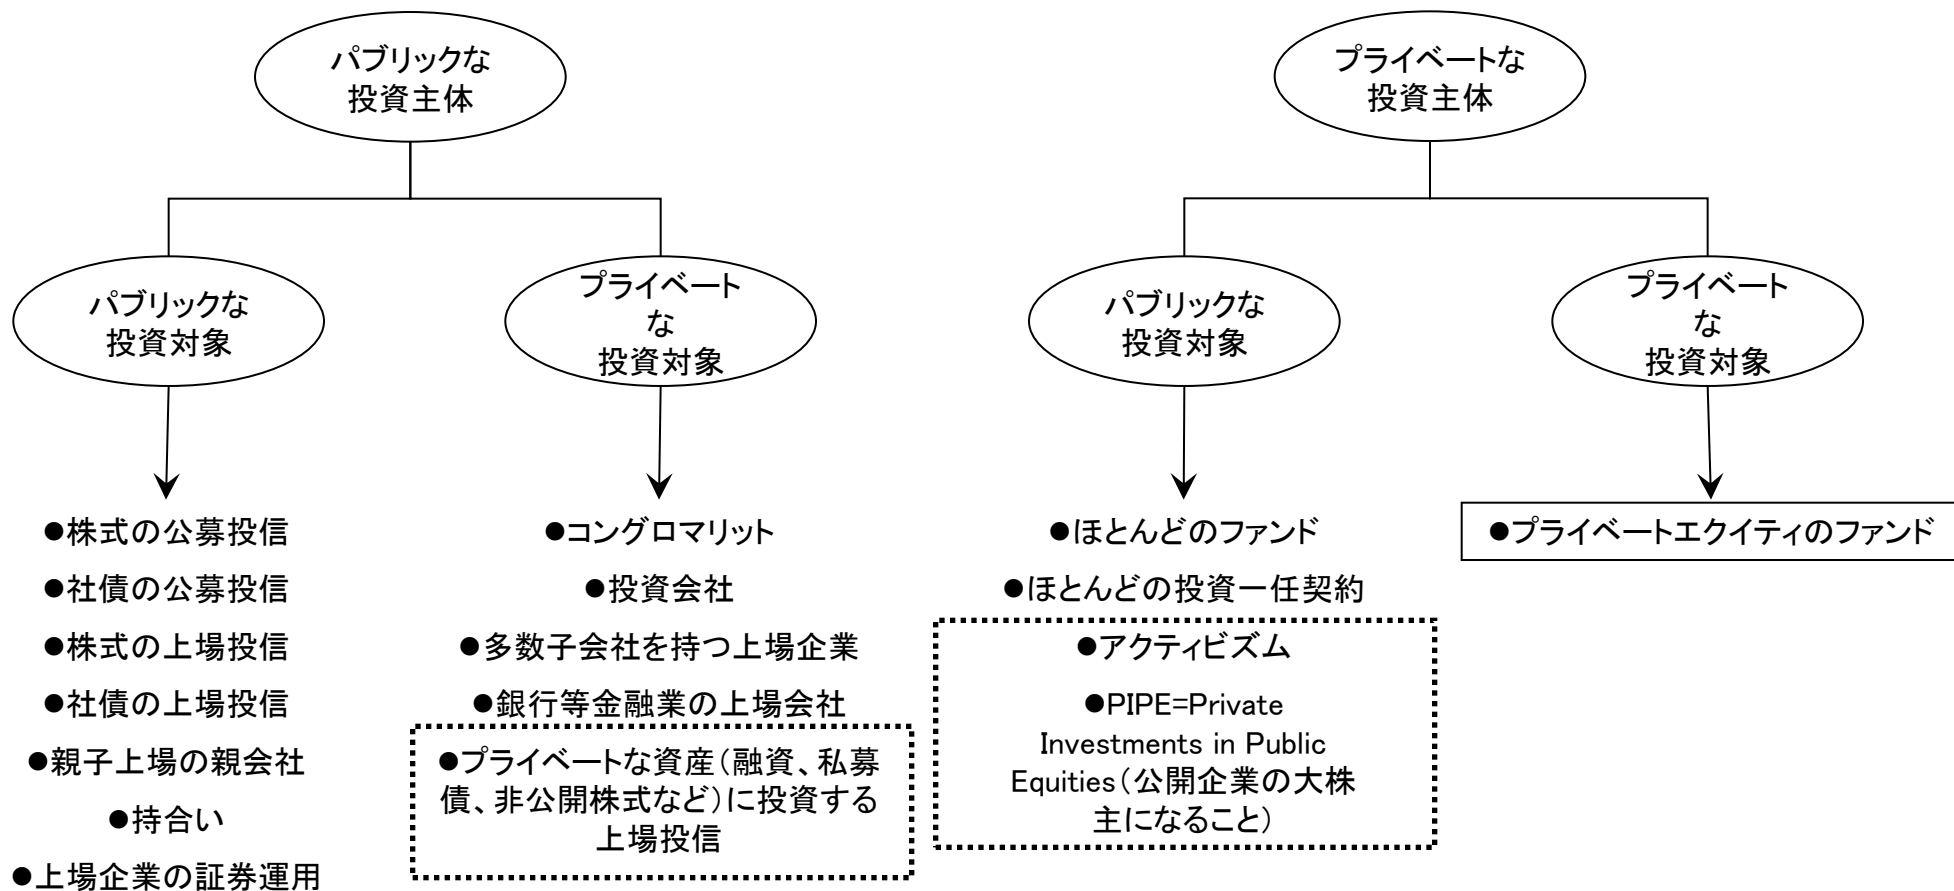 パブリックな
投資主体
プライベートな
投資主体
パブリックな
投資対象
プライベート
な
投資対象
パブリックな
投資対象
プライベート
な
投資対象
●株式の公募投信
●社債の公募投信
●株式の上場投信
●社債の上場投信
●親子上場の親会社
●持合い
●上場企業の証券運用
●コングロマリット
●投資会社
●多数子会社を持つ上場企業
●銀行等金融業の上場会社
●プライベートな資産(融資、私募
債、非公開株式など)に投資する
上場投信
●ほとんどのファンド
●ほとんどの投資一任契約
●アクティビズム
●PIPE=Private
Investments in Public
Equities(公開企業の大株
主になること)
●プライベートエクイティのファンド